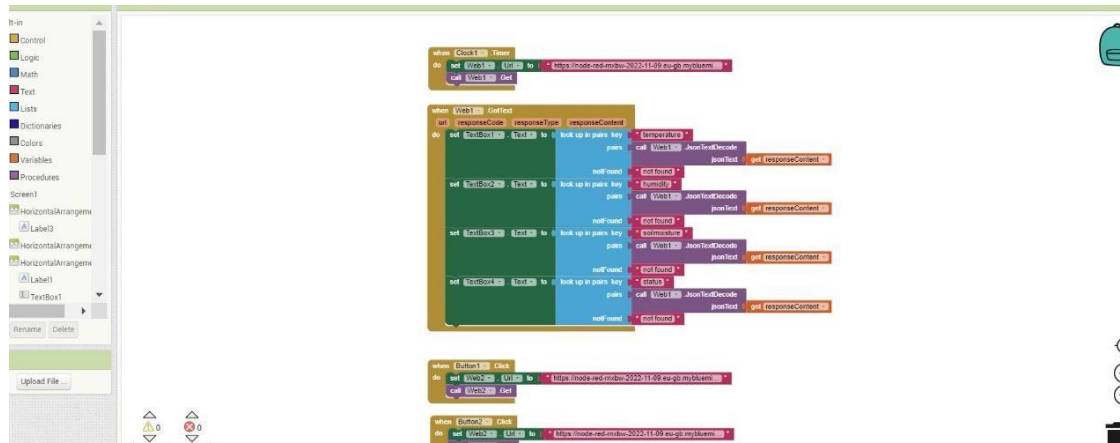 lt-in
Control
Logic
Math
Text
Lists
Dictionaries
Colors
Variables
Procedures
Screen1
HorizontalArrangeme
Label3
HorizontalArrangeme
HorizontalArrangeme
Label1
TextBox1
Rename Delete
Upload File ...
0 0
when Clock1 .Timer
do set Web1 . Url to " https://node-red-rnxbw-2022-11-09.eu-gb.mybluemi... "
call Web1 .Get
when Web1 .GotText
url responseCode responseType responseContent
do set TextBox1 . Text to look up in pairs key " temperature "
pairs call Web1 .JsonTextDecode
jsonText get responseContent
notFound " not found "
set TextBox2 . Text to look up in pairs key " humidity "
pairs call Web1 .JsonTextDecode
jsonText get responseContent
notFound " not found "
set TextBox3 . Text to look up in pairs key " soilmoisture "
pairs call Web1 .JsonTextDecode
jsonText get responseContent
notFound " not found "
set TextBox4 . Text to look up in pairs key " status "
pairs call Web1 .JsonTextDecode
jsonText get responseContent
notFound " not found "
when Button1 .Click
do set Web2 . Url to " https://node-red-rnxbw-2022-11-09.eu-gb.mybluemi... "
call Web2 .Get
when Button2 .Click
do set Web2 . Url to " https://node-red-rnxbw-2022-11-09.eu-gb.mybluemi... "